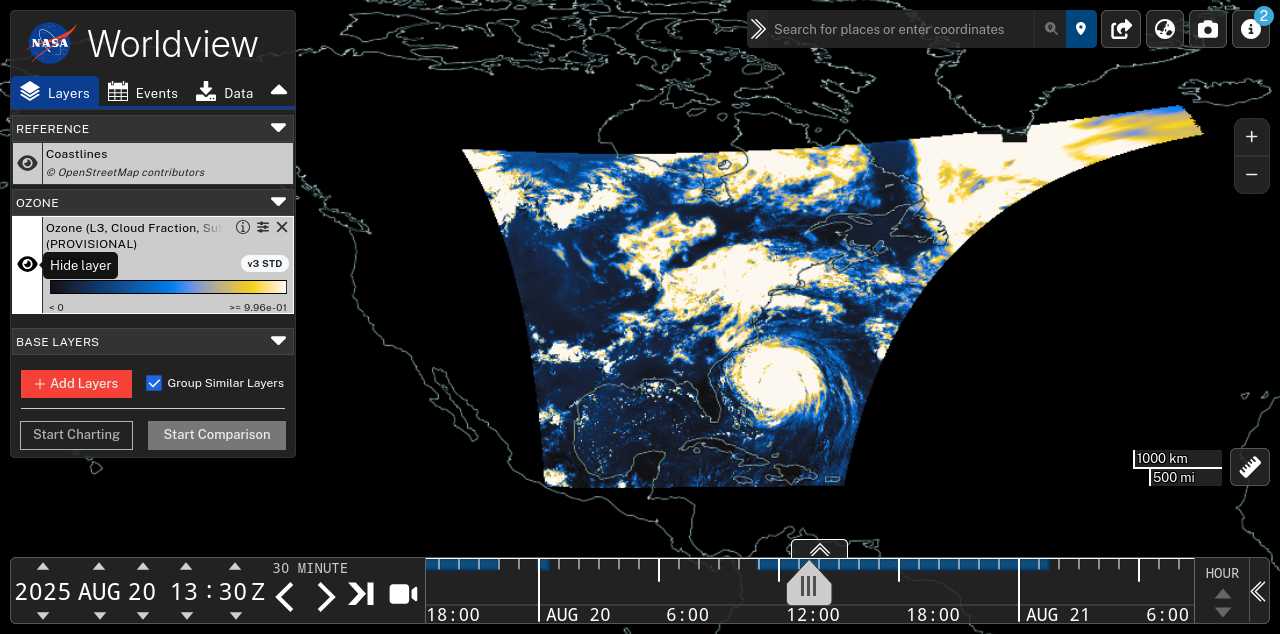 NASA Worldview
Search for places or enter coordinates
2
Layers Events Data
REFERENCE
Coastlines
© OpenStreetMap contributors
OZONE
Ozone (L3, Cloud Fraction,
(PROVISIONAL)
Hide layer
v3 STD
< 0 >= 9.96e-01
BASE LAYERS
+ Add Layers Group Similar Layers
Start Charting Start Comparison
+
−
1000 km
500 mi
2025 AUG 20 13 : 30 Z
30 MINUTE
18:00 AUG 20 6:00 12:00 18:00 AUG 21 6:00
HOUR